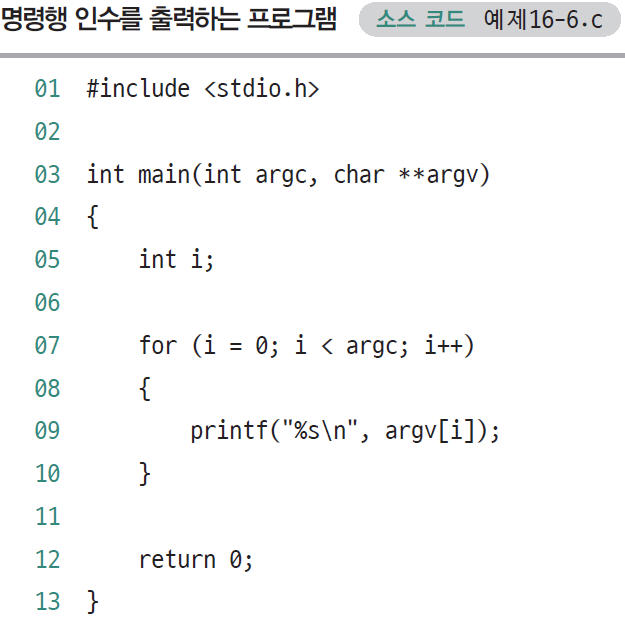 명령행 인수를 출력하는 프로그램 소스 코드 예제16-6.c
01 #include <stdio.h>
02
03 int main(int argc, char **argv)
04 {
05     int i;
06
07     for (i = 0; i < argc; i++)
08     {
09         printf("%s\n", argv[i]);
10     }
11
12     return 0;
13 }